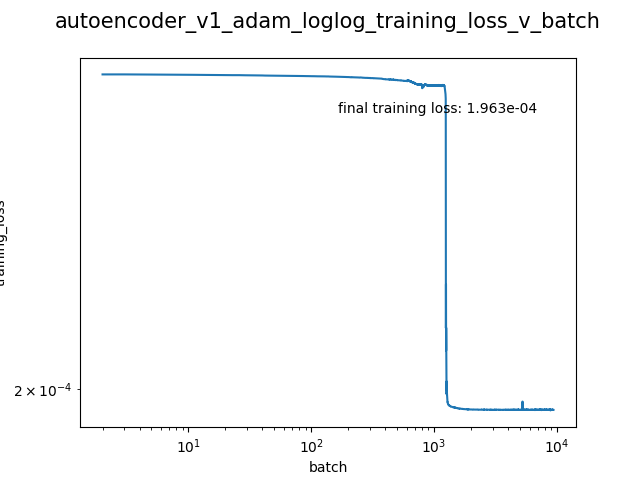 autoencoder_v1_adam_loglog_training_loss_v_batch
final training loss: 1.963e-04
training_loss
2 × 10⁻⁴
10¹ 10² 10³ 10⁴
batch